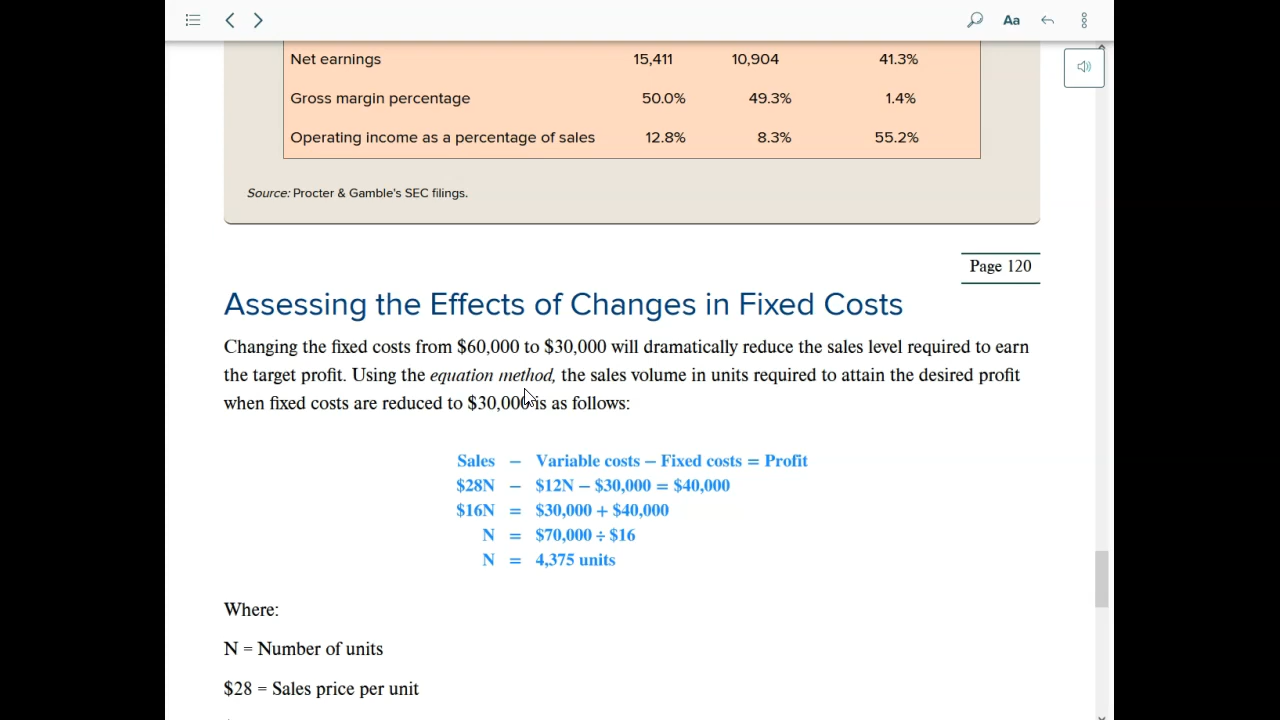 Aa
Net earnings 15,411 10,904 41.3%
Gross margin percentage 50.0% 49.3% 1.4%
Operating income as a percentage of sales 12.8% 8.3% 55.2%
Source: Procter & Gamble's SEC filings.
Page 120
Assessing the Effects of Changes in Fixed Costs
Changing the fixed costs from $60,000 to $30,000 will dramatically reduce the sales level required to earn
the target profit. Using the equation method, the sales volume in units required to attain the desired profit
when fixed costs are reduced to $30,000 is as follows:
Sales − Variable costs − Fixed costs = Profit
$28N − $12N − $30,000 = $40,000
$16N = $30,000 + $40,000
N = $70,000 ÷ $16
N = 4,375 units
Where:
N = Number of units
$28 = Sales price per unit